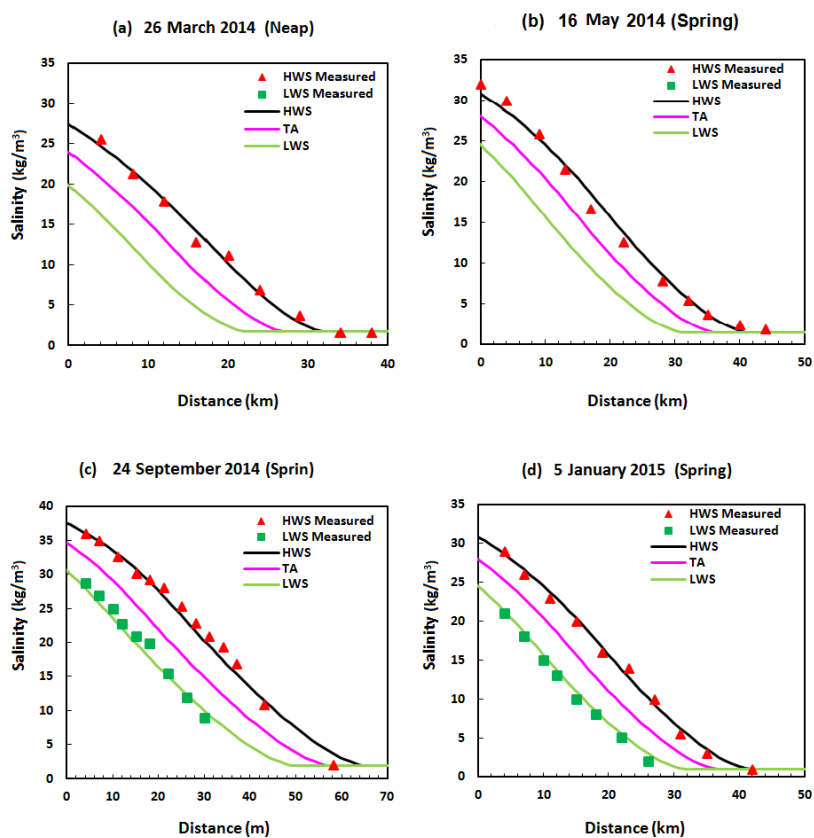 (a) 26 March 2014 (Neap)
HWS Measured
LWS Measured
HWS
TA
LWS
Salinity (kg/m³)
35
30
25
20
15
10
5
0
0 10 20 30 40
Distance (km)
(b) 16 May 2014 (Spring)
HWS Measured
LWS Measured
HWS
TA
LWS
Salinity (kg/m³)
35
30
25
20
15
10
5
0
0 10 20 30 40 50
Distance (km)
(c) 24 September 2014 (Sprin)
HWS Measured
LWS Measured
HWS
TA
LWS
Salinity (kg/m³)
40
35
30
25
20
15
10
5
0
0 10 20 30 40 50 60 70
Distance (m)
(d) 5 January 2015 (Spring)
HWS Measured
LWS Measured
HWS
TA
LWS
Salinity (kg/m³)
35
30
25
20
15
10
5
0
0 10 20 30 40 50
Distance (km)